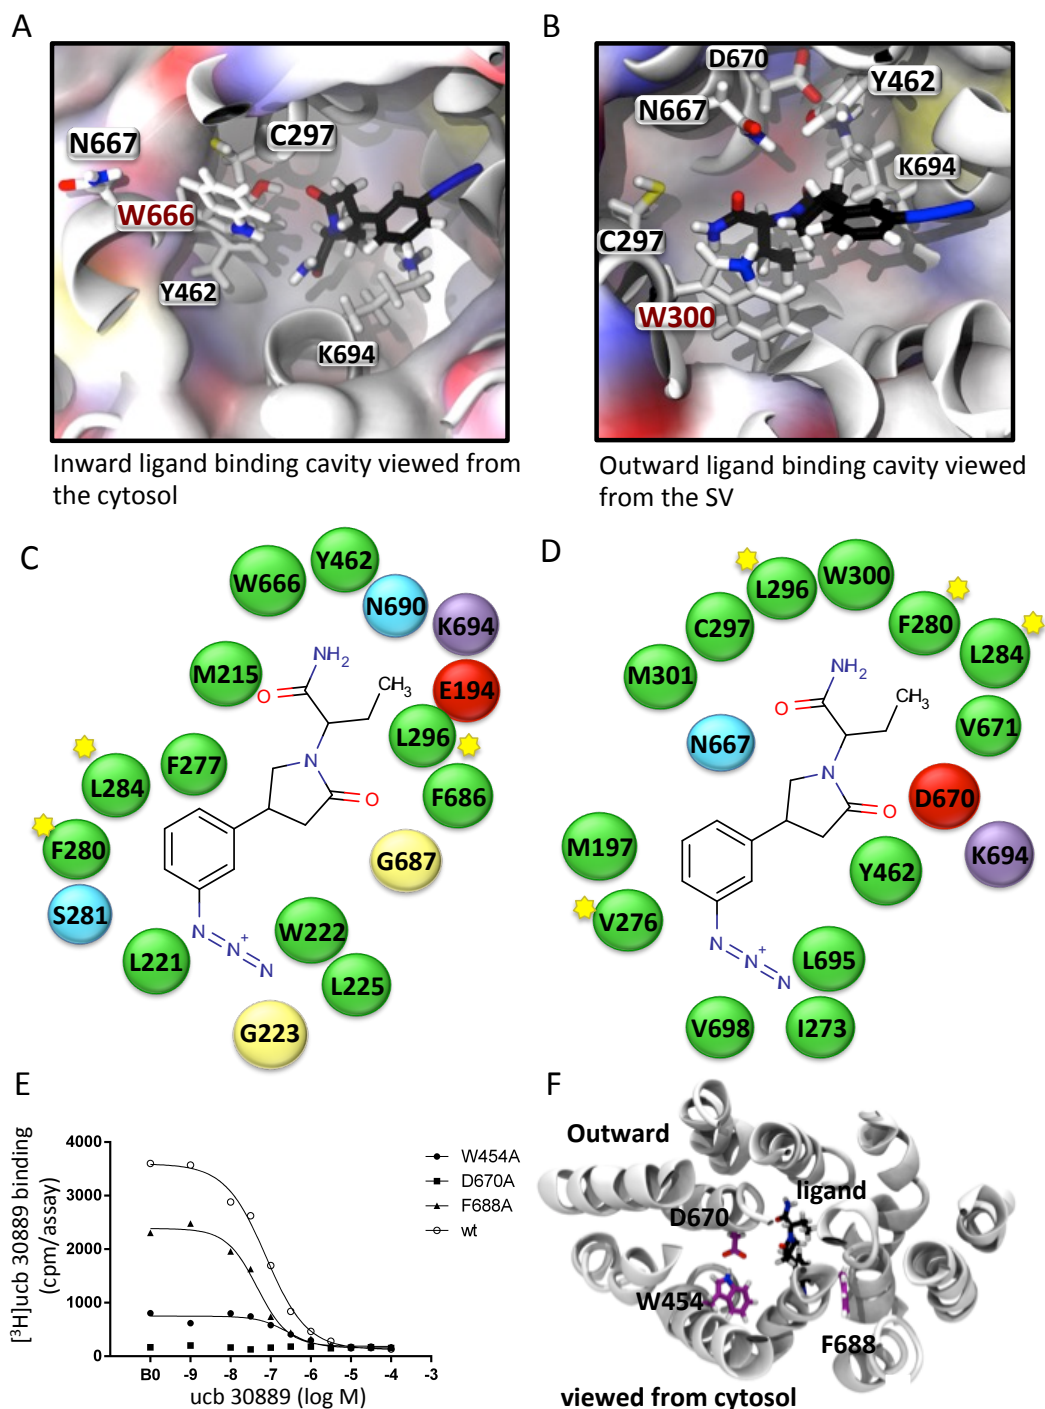 A
N667
C297
W666
Y462
K694
Inward ligand binding cavity viewed from
the cytosol
B
D670
Y462
N667
K694
C297
W300
Outward ligand binding cavity viewed
from the SV
C
Y462
W666
N690
K694
M215
NH2
CH3
E194
O
L296
F277
N
L284
O
F686
F280
G687
S281
W222
N N + N
L221
L225
G223
D
L296
W300
F280
C297
L284
M301
NH2
CH3
V671
O
N667
N
D670
O
M197
Y462
K694
V276
N N + N
L695
V698
I273
E
[3H]ucb 30889 binding
(cpm/assay)
4000
3000
2000
1000
0
B0 -9 -8 -7 -6 -5 -4 -3
ucb 30889 (log M)
W454A
D670A
F688A
wt
F
Outward
ligand
D670
W454
F688
viewed from cytosol